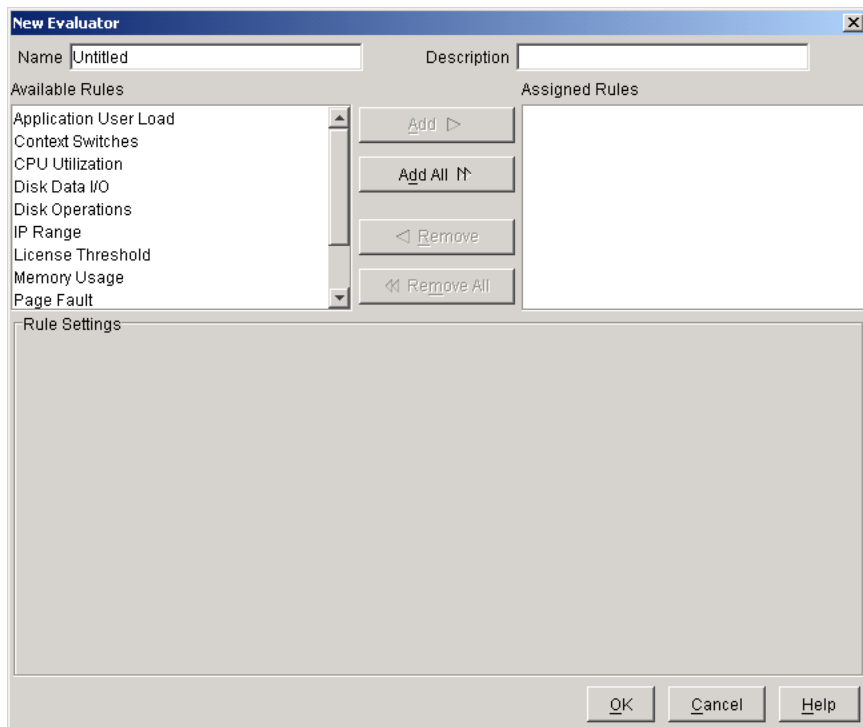 New Evaluator
Name Untitled Description
Available Rules
Assigned Rules
Application User Load
Context Switches
CPU Utilization
Disk Data I/O
Disk Operations
IP Range
License Threshold
Memory Usage
Page Fault
Add
Add All
Remove
Remove All
Rule Settings
OK Cancel Help